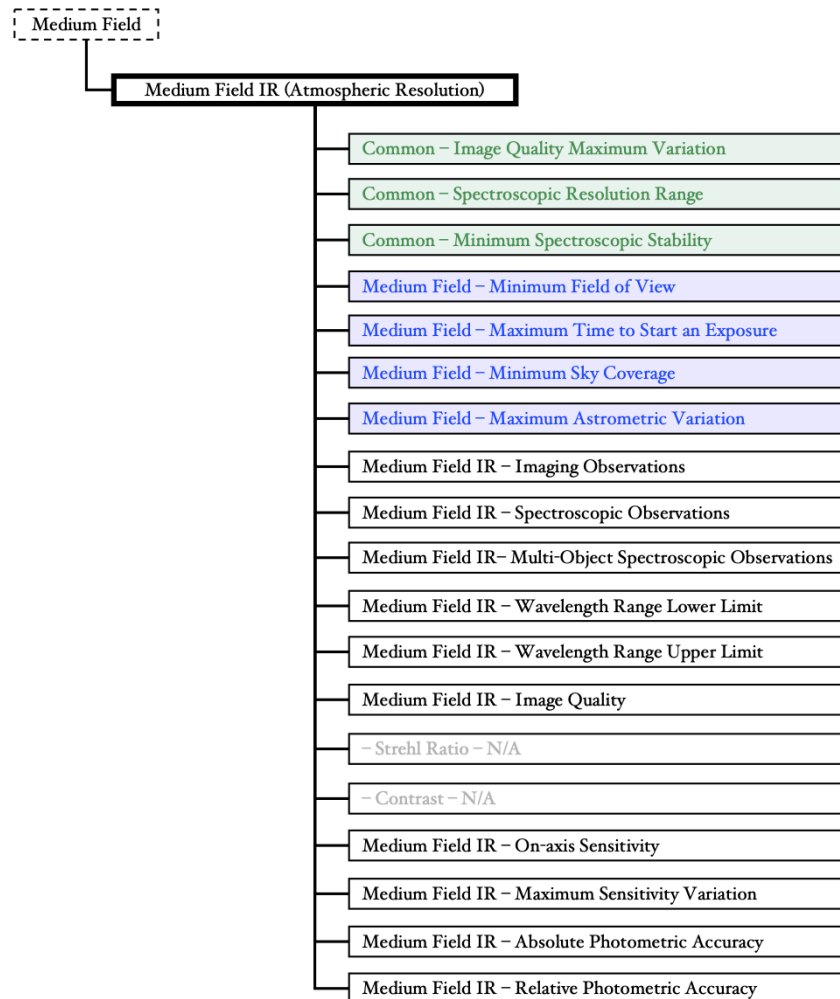 Medium Field
Medium Field IR (Atmospheric Resolution)
Common – Image Quality Maximum Variation
Common – Spectroscopic Resolution Range
Common – Minimum Spectroscopic Stability
Medium Field – Minimum Field of View
Medium Field – Maximum Time to Start an Exposure
Medium Field – Minimum Sky Coverage
Medium Field – Maximum Astrometric Variation
Medium Field IR – Imaging Observations
Medium Field IR – Spectroscopic Observations
Medium Field IR– Multi-Object Spectroscopic Observations
Medium Field IR – Wavelength Range Lower Limit
Medium Field IR – Wavelength Range Upper Limit
Medium Field IR – Image Quality
– Strehl Ratio – N/A
– Contrast – N/A
Medium Field IR – On-axis Sensitivity
Medium Field IR – Maximum Sensitivity Variation
Medium Field IR – Absolute Photometric Accuracy
Medium Field IR – Relative Photometric Accuracy